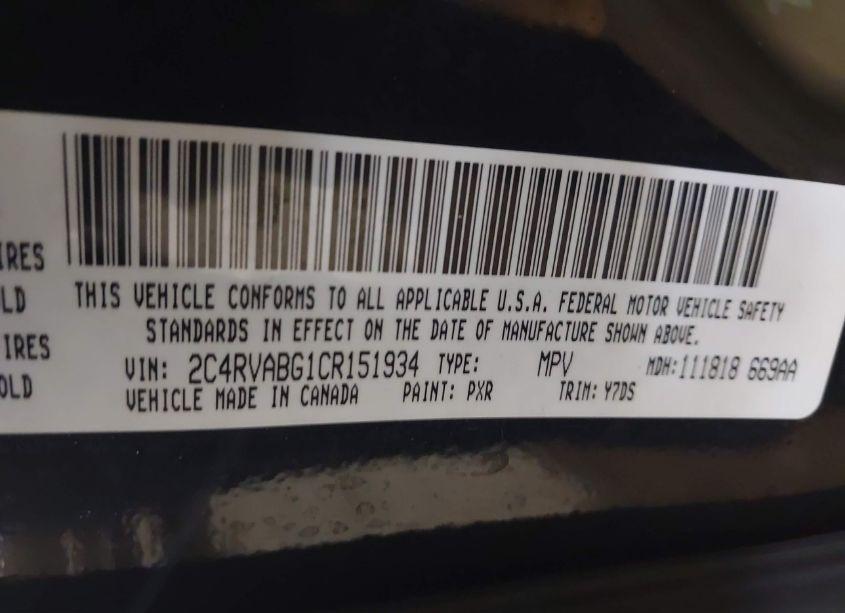 IRES
LD
IRES
OLD
THIS VEHICLE CONFORMS TO ALL APPLICABLE U.S.A. FEDERAL MOTOR VEHICLE SAFETY
STANDARDS IN EFFECT ON THE DATE OF MANUFACTURE SHOWN ABOVE.
VIN: 2C4RVABG1CR151934 TYPE: MPV MDH:111818 669AA
VEHICLE MADE IN CANADA PAINT: PXR TRIM: Y7DS